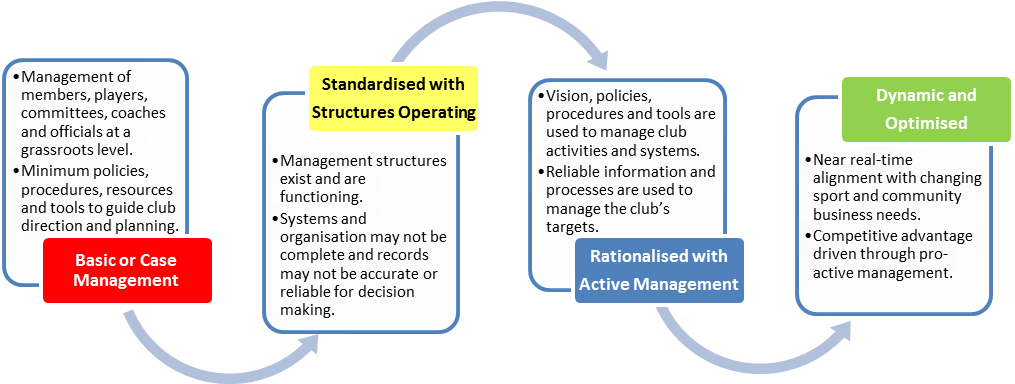 •Management of
members, players,
committees, coaches
and officials at a
grassroots level.
•Minimum policies,
procedures, resources
and tools to guide club
direction and planning.
Basic or Case
Management
Standardised with
Structures Operating
•Management structures
exist and are
functioning.
•Systems and
organisation may not be
complete and records
may not be accurate or
reliable for decision
making.
•Vision, policies,
procedures and tools are
used to manage club
activities and systems.
•Reliable information and
processes are used to
manage the club’s
targets.
Rationalised with
Active Management
Dynamic and
Optimised
•Near real-time
alignment with changing
sport and community
business needs.
•Competitive advantage
driven through pro-
active management.